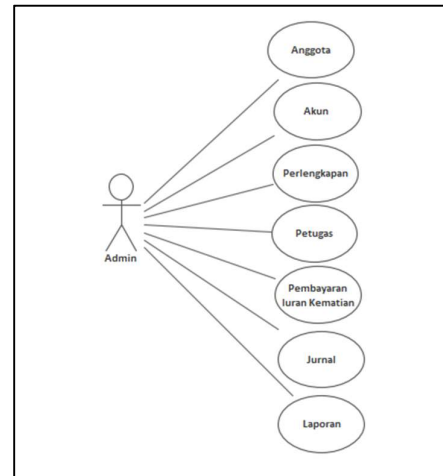 Anggota
Akun
Perlengkapan
Petugas
Admin
Pembayaran
Iuran Kematian
Jurnal
Laporan